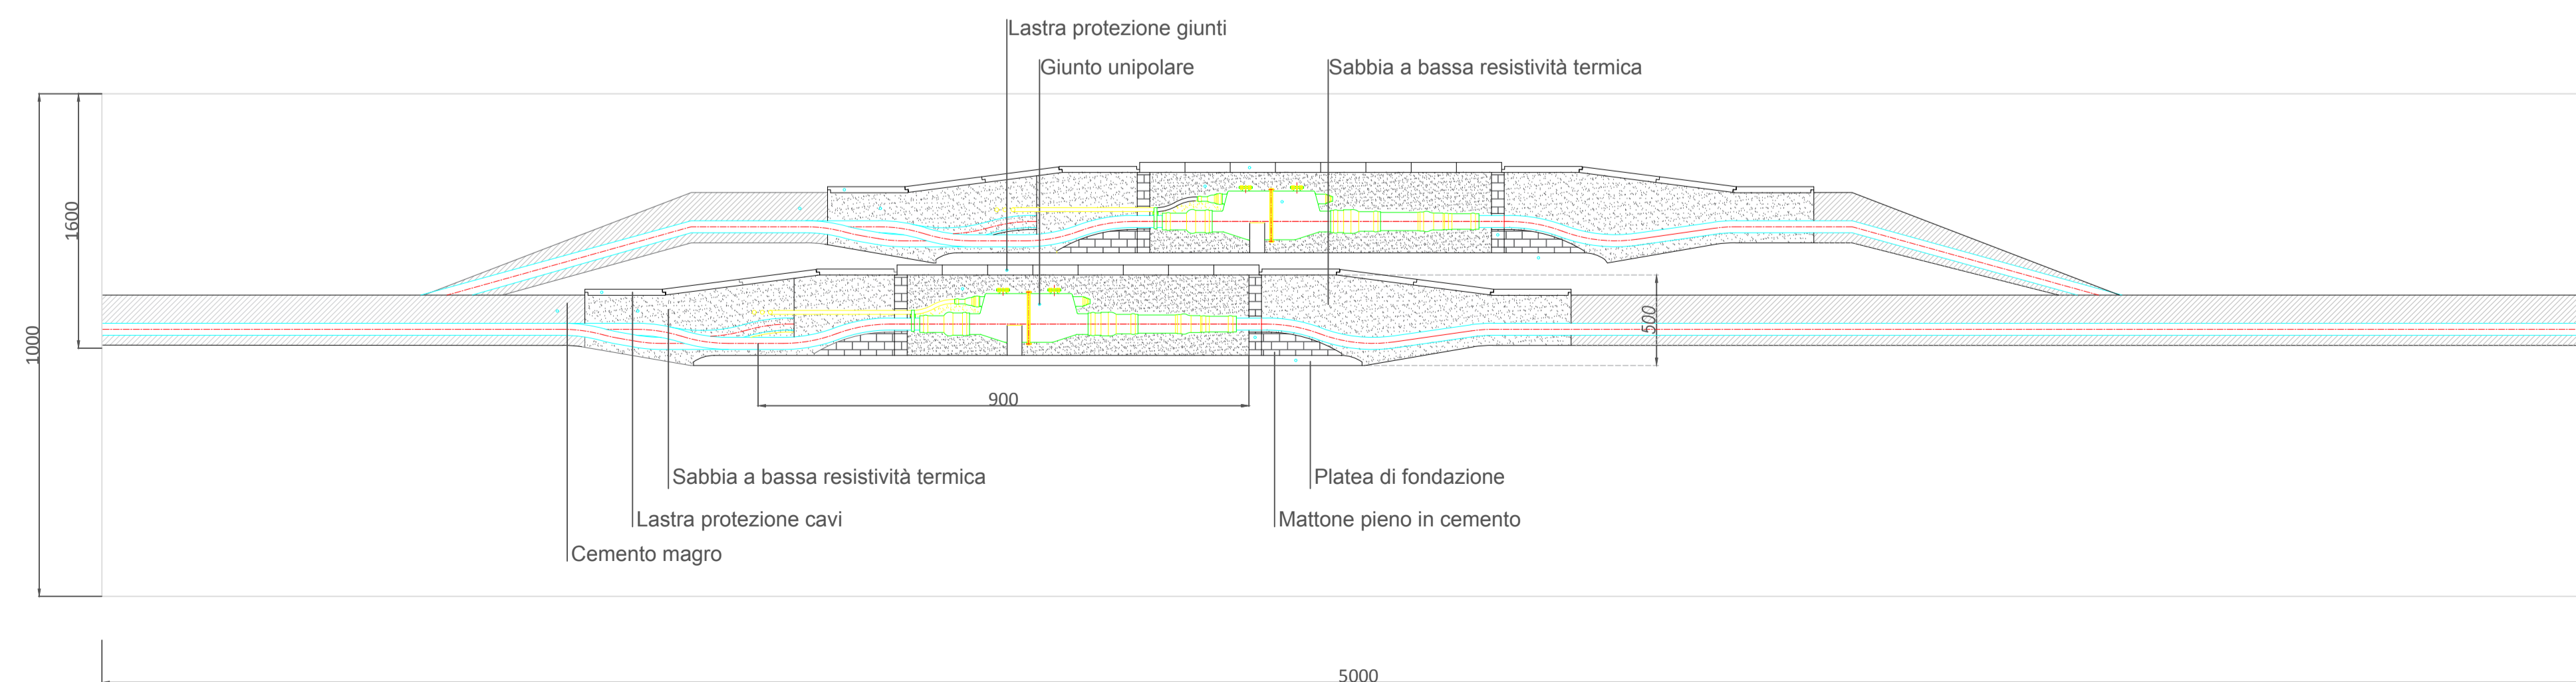 Lastra protezione giunti
Giunto unipolare
Sabbia a bassa resistività termica
1600
1000
500
900
Sabbia a bassa resistività termica
Platea di fondazione
Lastra protezione cavi
Mattone pieno in cemento
Cemento magro
5000